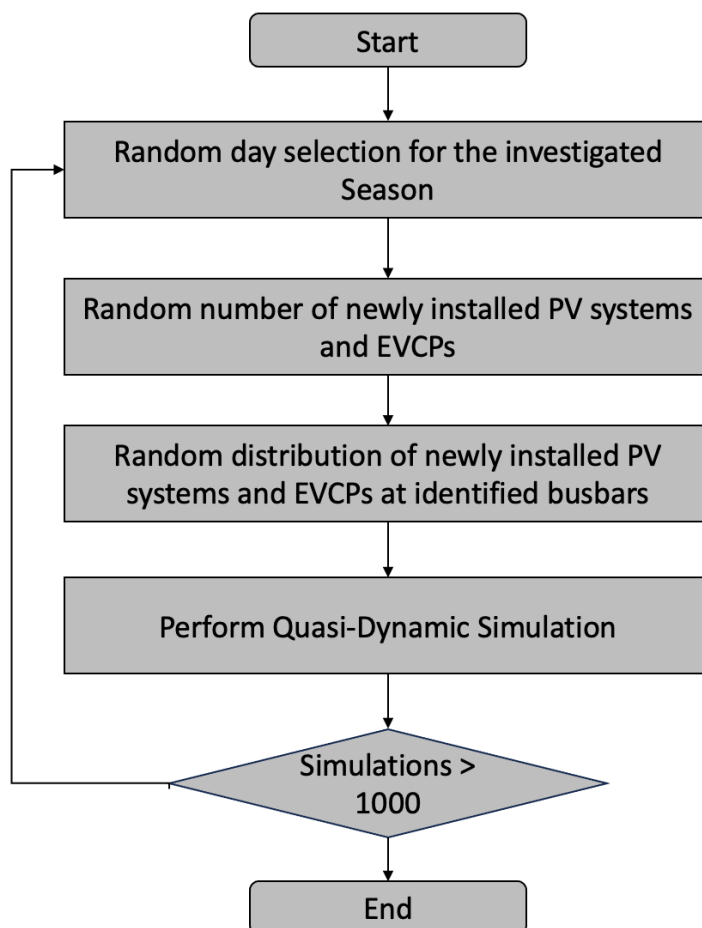 Start
Random day selection for the investigated
Season
Random number of newly installed PV systems
and EVCPs
Random distribution of newly installed PV
systems and EVCPs at identified busbars
Perform Quasi-Dynamic Simulation
Simulations >
1000
End